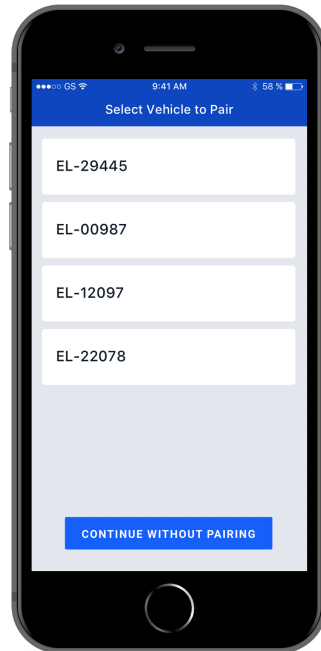 GS 9:41 AM 58 %
Select Vehicle to Pair
EL-29445
EL-00987
EL-12097
EL-22078
CONTINUE WITHOUT PAIRING